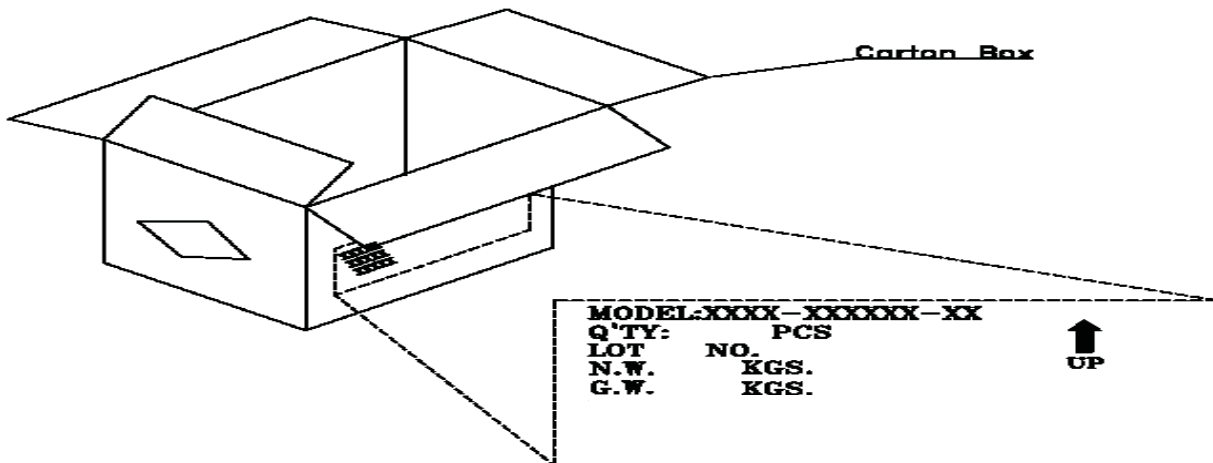 Carton Box
MODEL:XXXX-XXXXXX-XX
Q'TY: PCS
LOT NO.
N.W. KGS.
G.W. KGS.
UP